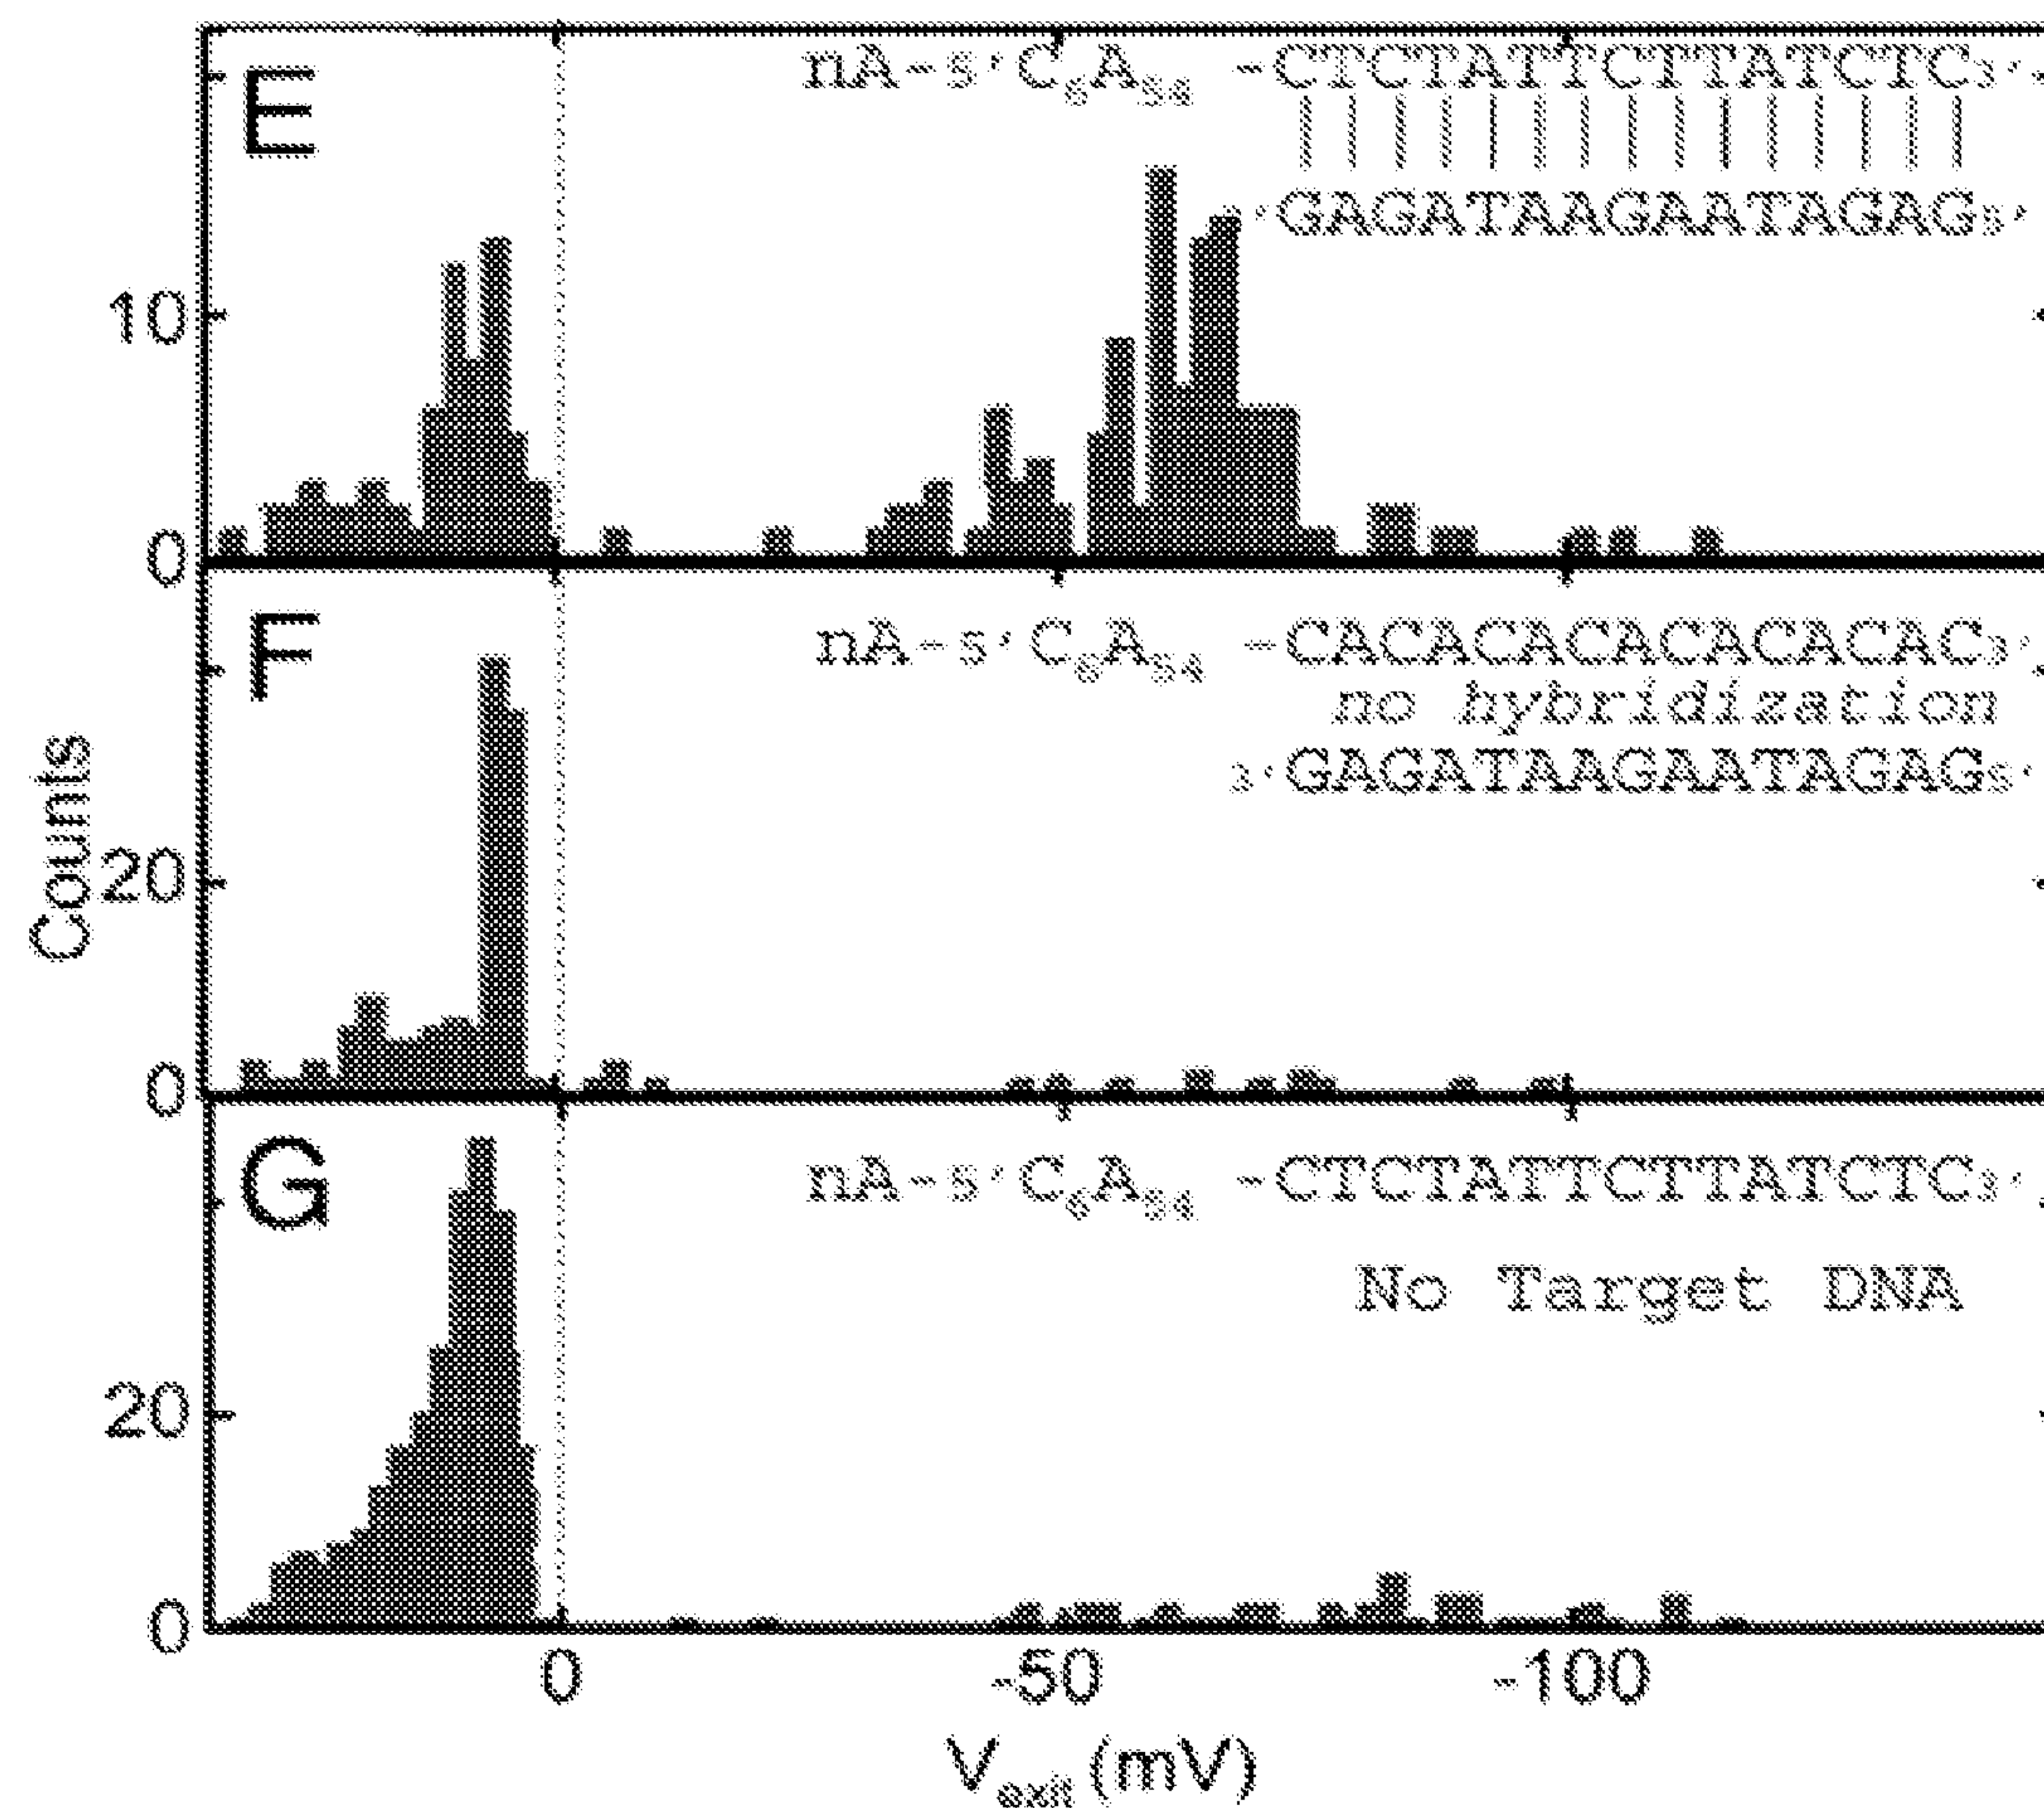 E
nA-5'C6A54 -CTCTATTCTTATCTC3'
3'GAGATAAGAATAGAG5'
10
0
F
nA-5'C6A54 -CACACACACACACAC3'
no hybridization
3'GAGATAAGAATAGAG5'
Counts
20
0
G
nA-5'C6A54 -CTCTATTCTTATCTC3'
No Target DNA
20
0
0 -50 -100
Vexit (mV)